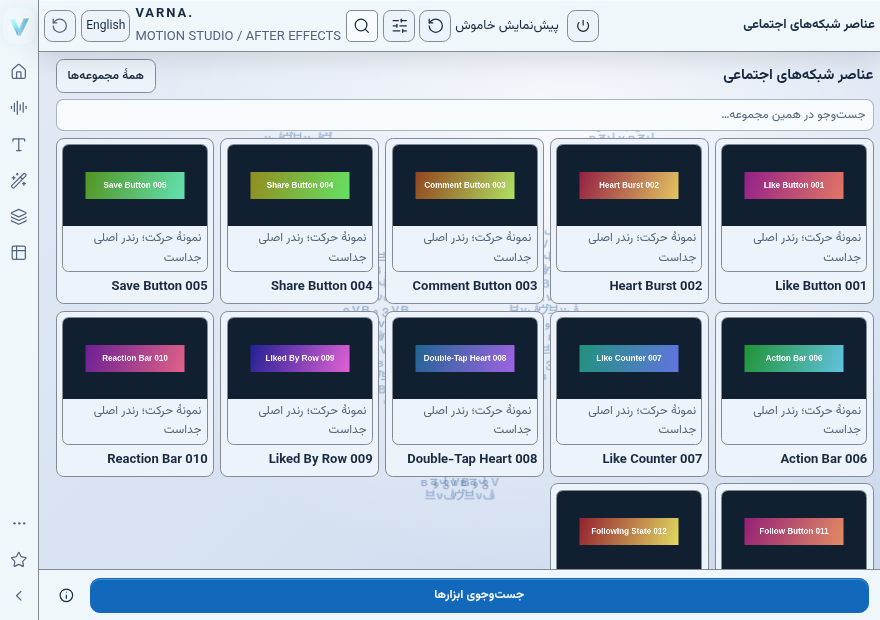 عناصر شبکه‌های اجتماعی
پیش‌نمایش خاموش
VARNA.
MOTION STUDIO / AFTER EFFECTS
English
عناصر شبکه‌های اجتماعی
همهٔ مجموعه‌ها
جست‌وجو در همین مجموعه…
Like Button 001
نمونهٔ حرکت؛ رندر اصلی
جداست
Like Button 001
Heart Burst 002
نمونهٔ حرکت؛ رندر اصلی
جداست
Heart Burst 002
Comment Button 003
نمونهٔ حرکت؛ رندر اصلی
جداست
Comment Button 003
Share Button 004
نمونهٔ حرکت؛ رندر اصلی
جداست
Share Button 004
Save Button 005
نمونهٔ حرکت؛ رندر اصلی
جداست
Save Button 005
Action Bar 006
نمونهٔ حرکت؛ رندر اصلی
جداست
Action Bar 006
Like Counter 007
نمونهٔ حرکت؛ رندر اصلی
جداست
Like Counter 007
Double-Tap Heart 008
نمونهٔ حرکت؛ رندر اصلی
جداست
Double-Tap Heart 008
Liked By Row 009
نمونهٔ حرکت؛ رندر اصلی
جداست
Liked By Row 009
Reaction Bar 010
نمونهٔ حرکت؛ رندر اصلی
جداست
Reaction Bar 010
Follow Button 011
Following State 012
جست‌وجوی ابزارها